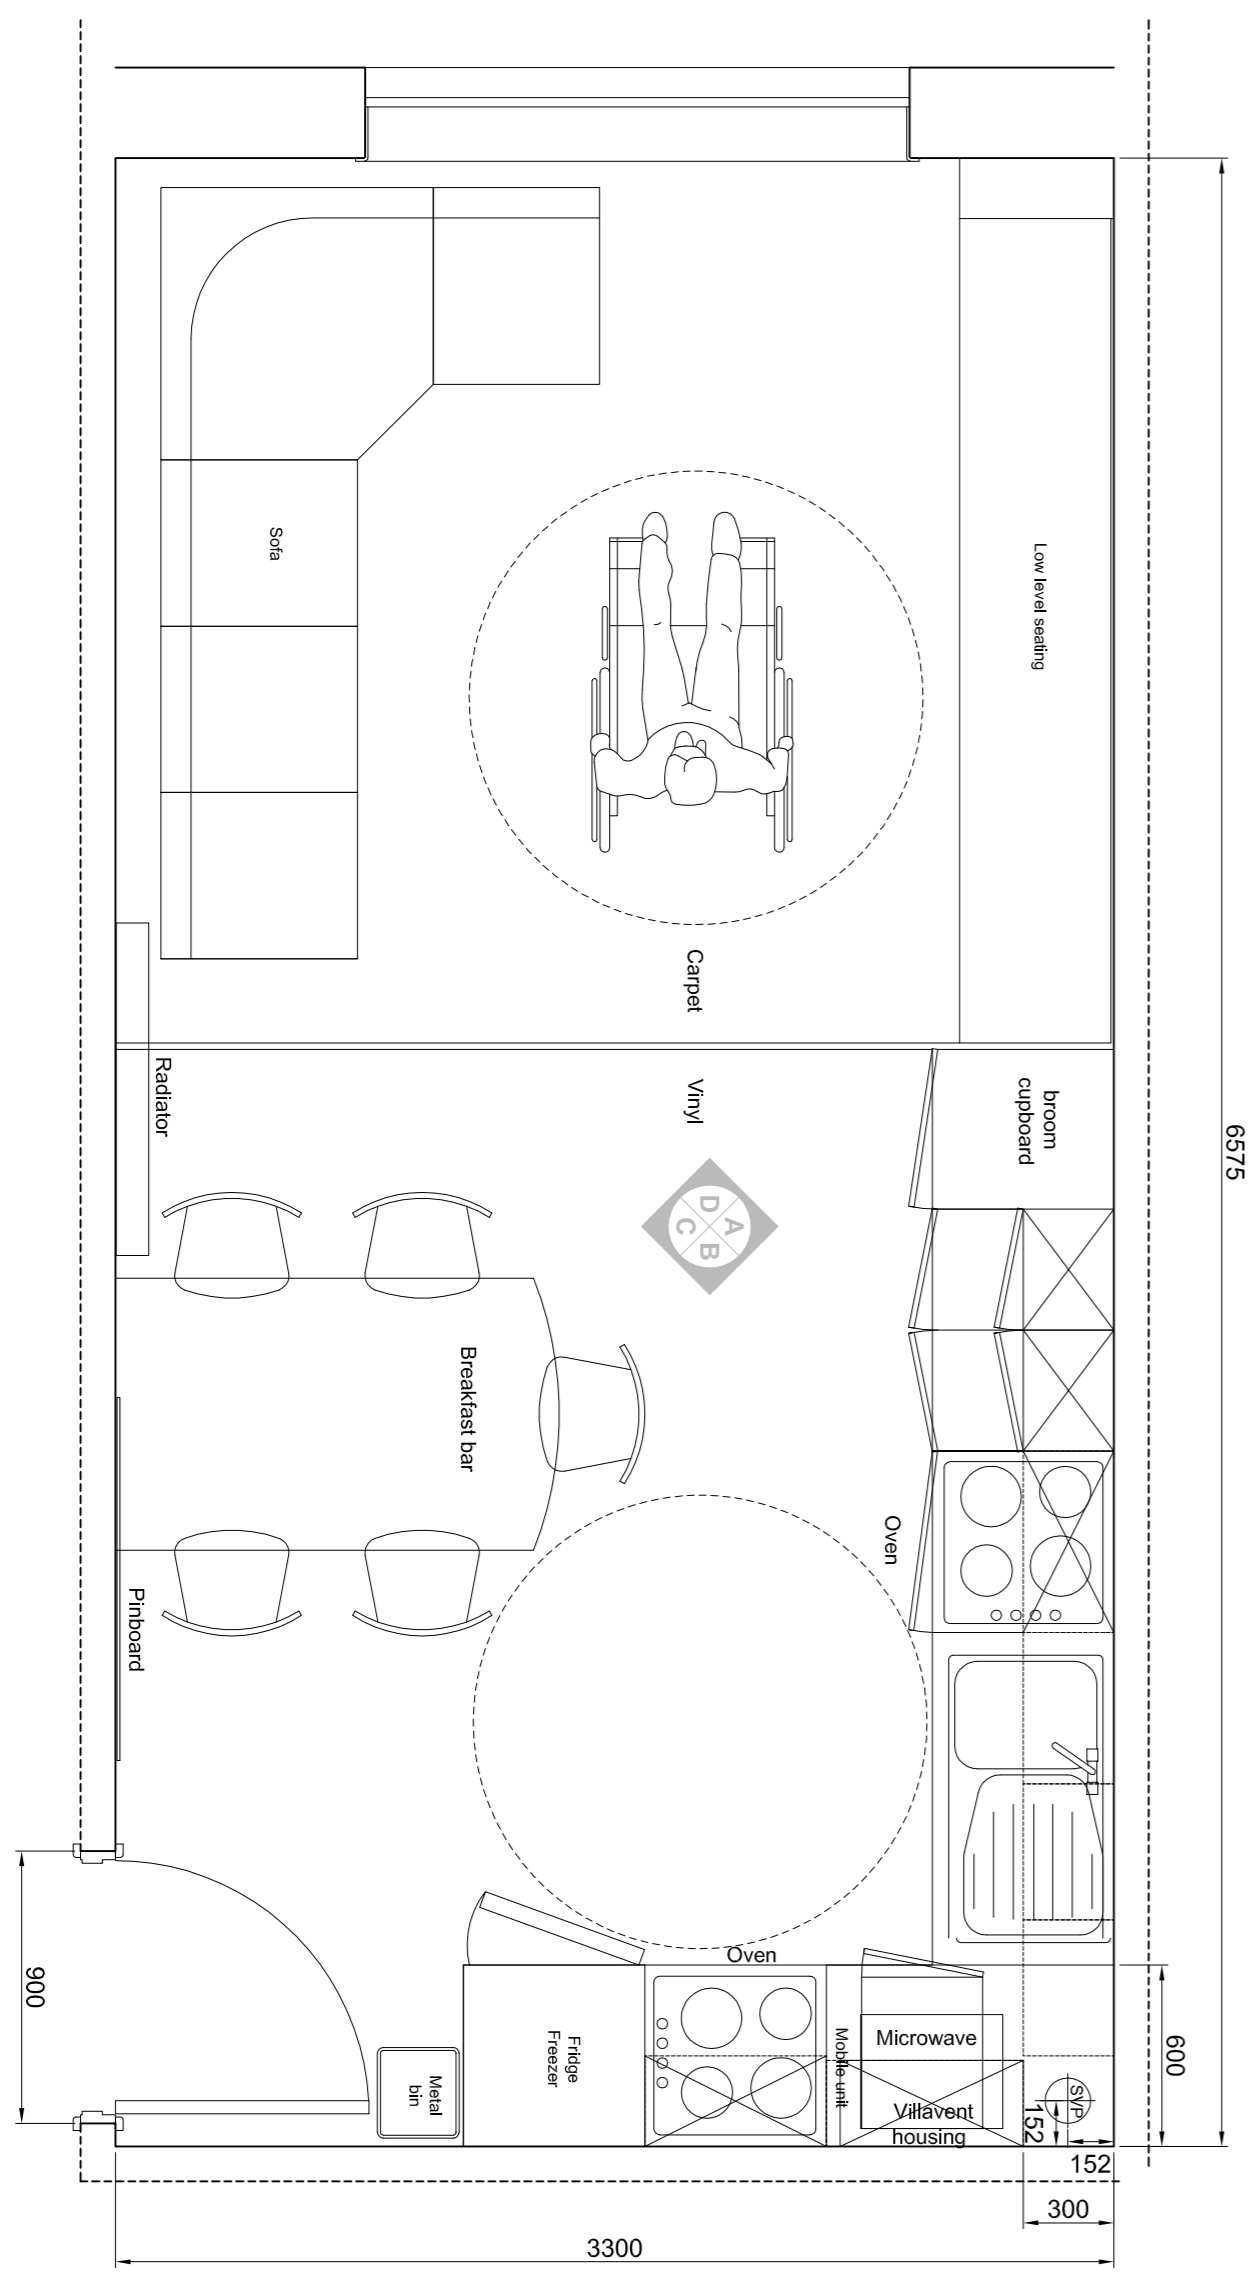 Sofa
Low level seating
Carpet
Vinyl
Radiator
broom
cupboard
6575
D A
C B
Breakfast bar
Oven
Pinboard
Oven
900
Fridge
Freezer
Metal
bin
Mobile unit
Microwave
Villavent
housing
SVP
152
600
152
300
3300